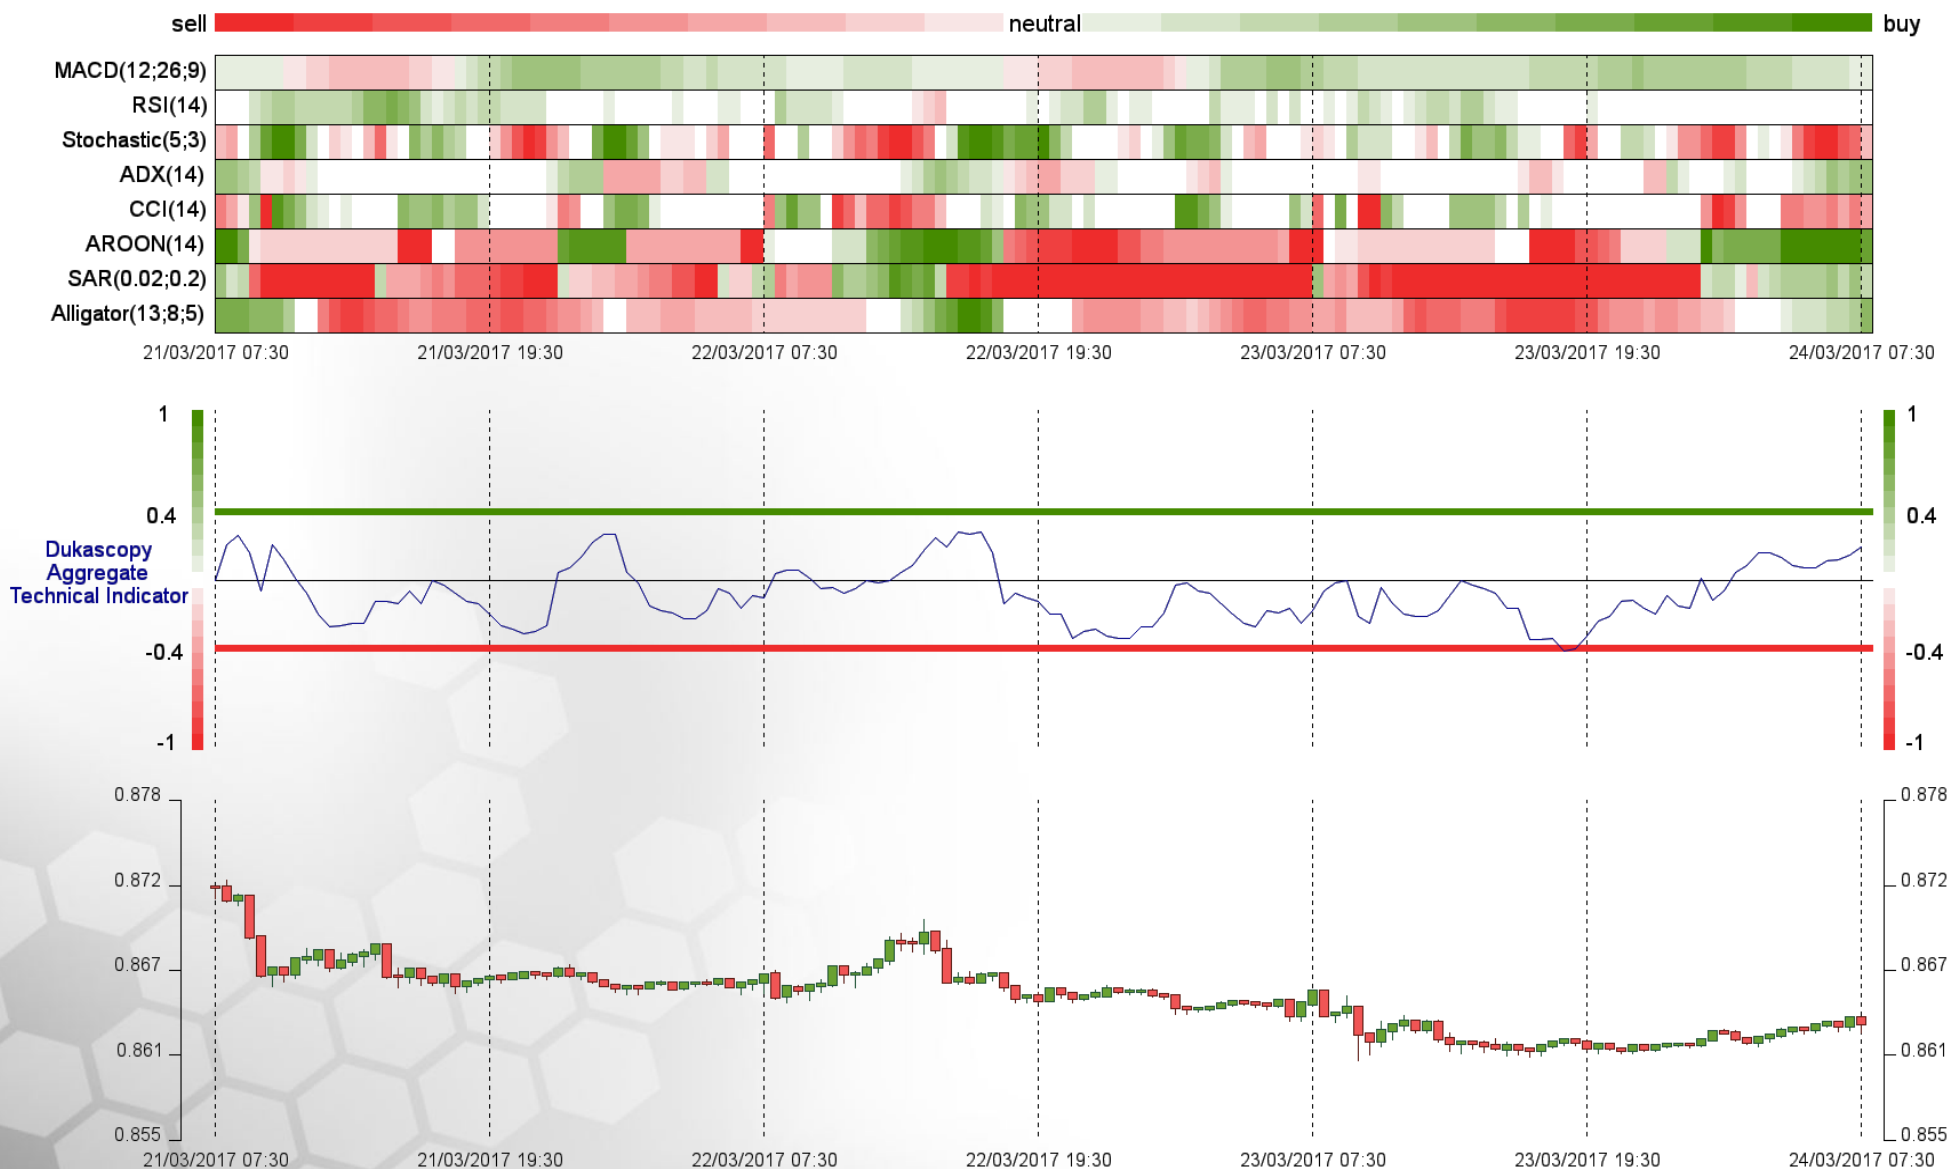 sell neutral buy
MACD(12;26;9)
RSI(14)
Stochastic(5;3)
ADX(14)
CCI(14)
AROON(14)
SAR(0.02;0.2)
Alligator(13;8;5)
21/03/2017 07:30 21/03/2017 19:30 22/03/2017 07:30 22/03/2017 19:30 23/03/2017 07:30 23/03/2017 19:30 24/03/2017 07:30
1 1
0.4 0.4
Dukascopy
Aggregate
Technical Indicator
-0.4 -0.4
-1 -1
0.878 0.878
0.872 0.872
0.867 0.867
0.861 0.861
0.855 0.855
21/03/2017 07:30 21/03/2017 19:30 22/03/2017 07:30 22/03/2017 19:30 23/03/2017 07:30 23/03/2017 19:30 24/03/2017 07:30